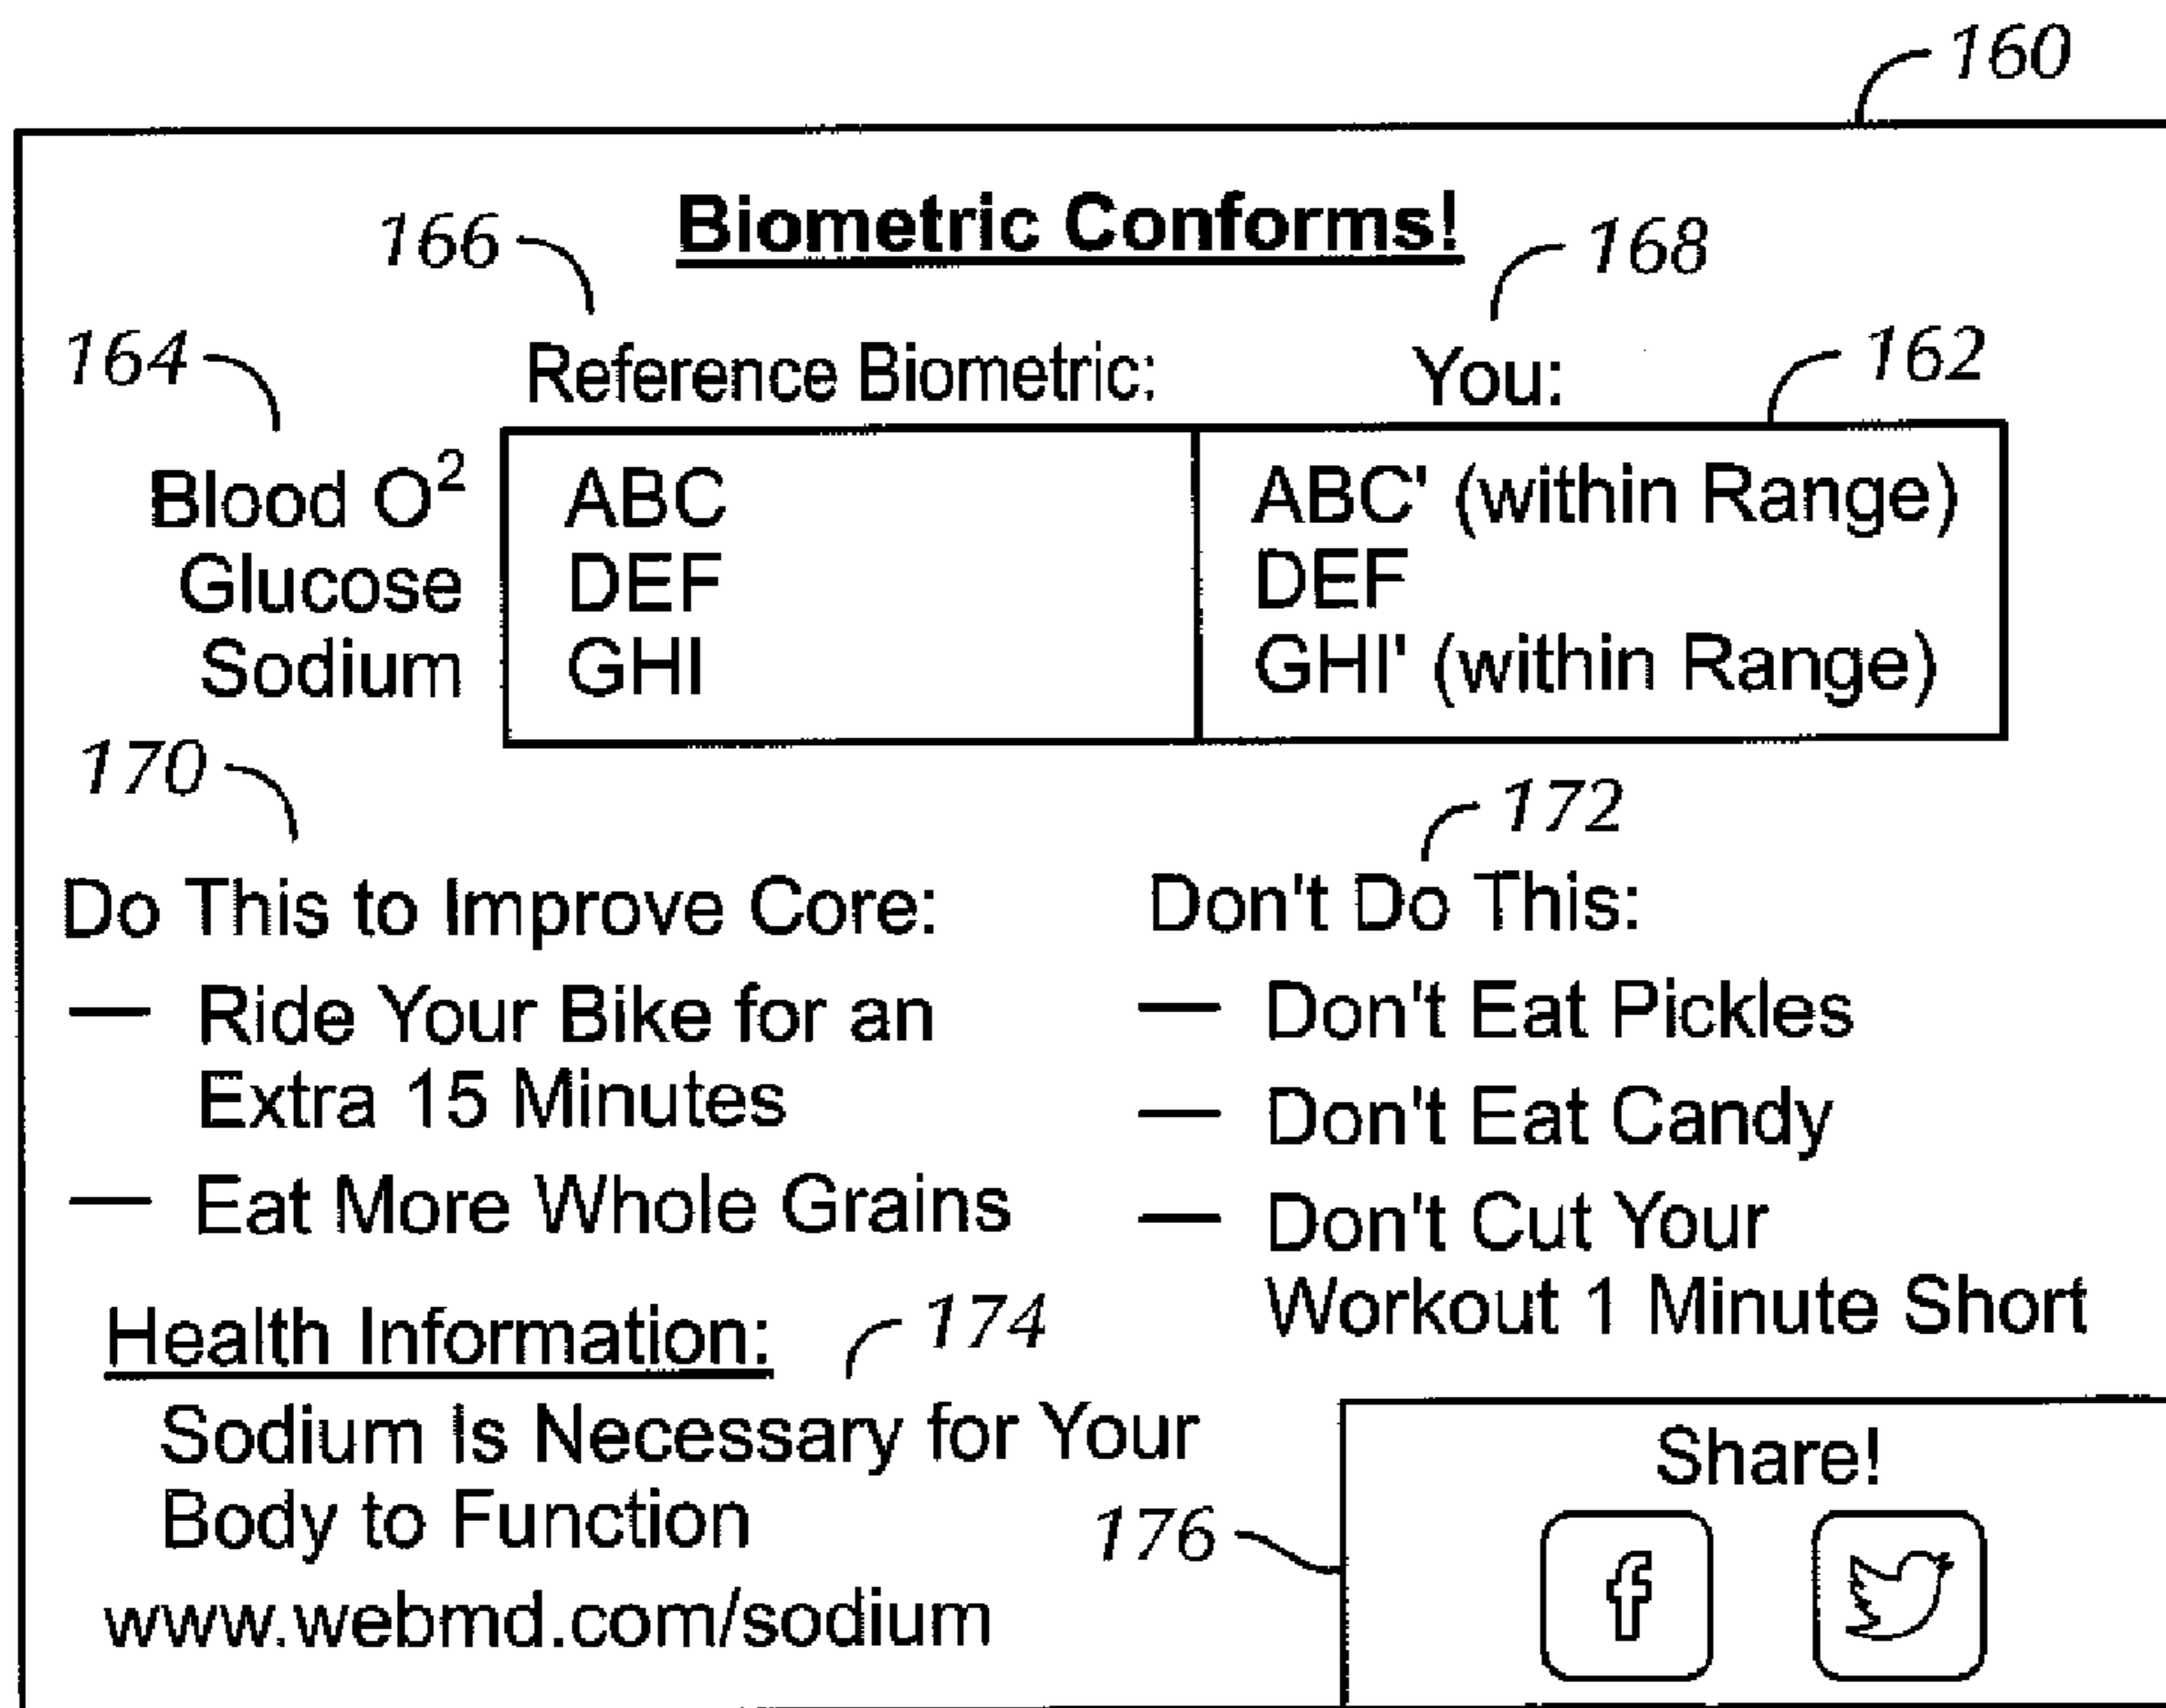 160
Biometric Conforms!
166
168
164
Reference Biometric:
You:
162
Blood O²
ABC
ABC' (within Range)
Glucose
DEF
DEF
Sodium
GHI
GHI' (within Range)
170
172
Do This to Improve Core:
— Ride Your Bike for an
Extra 15 Minutes
— Eat More Whole Grains
Don't Do This:
— Don't Eat Pickles
— Don't Eat Candy
— Don't Cut Your
Workout 1 Minute Short
Health Information:
174
Sodium Is Necessary for Your
Body to Function
www.webmd.com/sodium
176
Share!
f